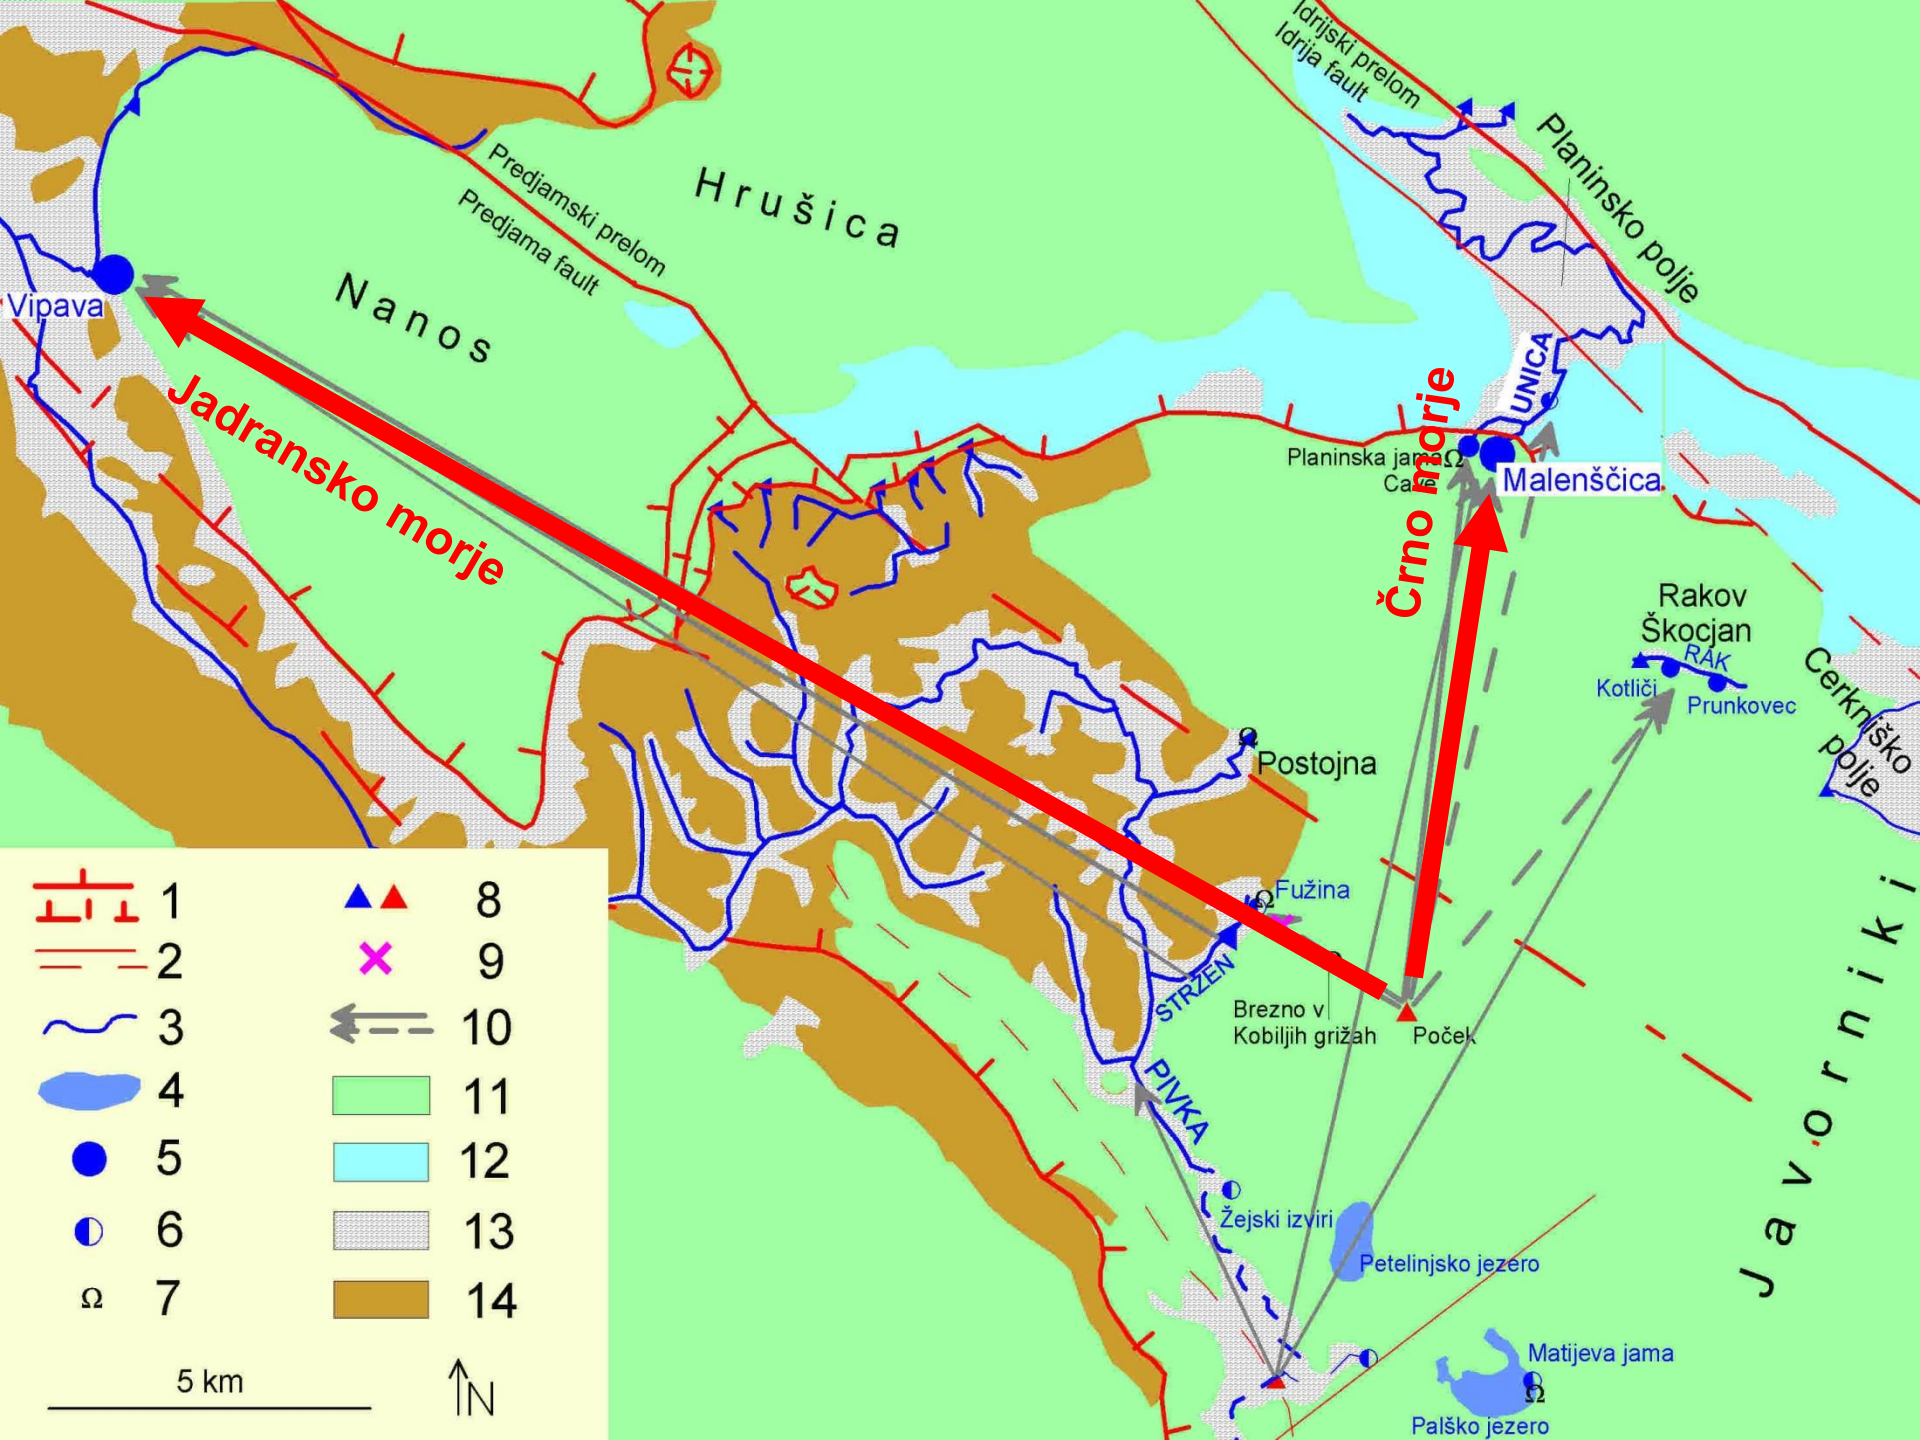 Idrijski prelom
Idrija fault
Planinsko polje
Hrušica
Predjamski prelom
Predjama fault
Nanos
Vipava
Jadransko morje
UNICA
Črno morje
Planinska jama
Cave
Ω
Malenščica
Rakov
Škocjan
RAK
Kotliči
Prunkovec
Cerkniško
polje
Ω
Postojna
Ω
Fužina
STRŽEN
Brezno v
Kobiljih grižah
Poček
PIVKA
Javorniki
Žejski izviri
Petelinjsko jezero
Matijeva jama
Ω
Palško jezero
1
2
3
4
5
6
Ω 7
8
9
10
11
12
13
14
5 km
N